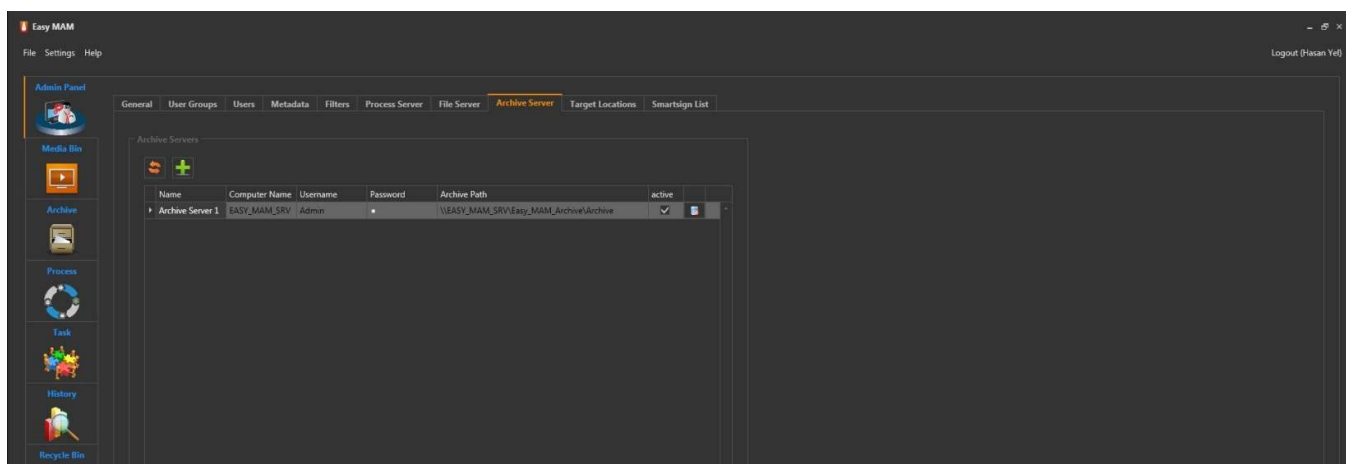 Easy MAM
File Settings Help
Logout (Hasan Yel)
Admin Panel
General User Groups Users Metadata Filters Process Server File Server Archive Server Target Locations Smartsign List
Archive Servers
Media Bin
Name Computer Name Username Password Archive Path active
Archive Server 1 EASY_MAM_SRV Admin \\EASY_MAM_SRV\Easy_MAM_Archive\Archive
Archive
Process
Task
History
Recycle Bin